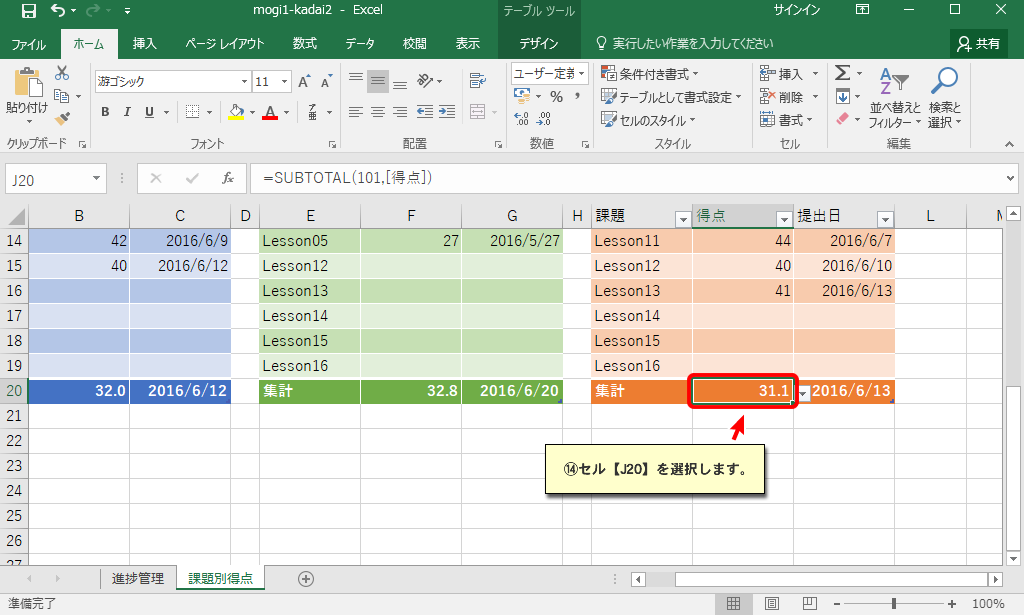 mogi1-kadai2 - Excel
テーブル ツール
サインイン
ファイル ホーム 挿入 ページ レイアウト 数式 データ 校閲 表示 デザイン 実行したい作業を入力してください 共有
貼り付け
游ゴシック 11
B I U
ユーザー定義
% ,
条件付き書式
テーブルとして書式設定
セルのスタイル
挿入
削除
書式
Σ
並べ替えと
フィルター
検索と
選択
クリップボード フォント 配置 数値 スタイル セル 編集
J20 fx =SUBTOTAL(101,[得点])
B C D E F G H 課題 得点 提出日 L M
14 42 2016/6/9 Lesson05 27 2016/5/27 Lesson11 44 2016/6/7
15 40 2016/6/12 Lesson12 Lesson12 40 2016/6/10
16 Lesson13 Lesson13 41 2016/6/13
17 Lesson14 Lesson14
18 Lesson15 Lesson15
19 Lesson16 Lesson16
20 32.0 2016/6/12 集計 32.8 2016/6/20 集計 31.1 2016/6/13
21
22
23
⑭セル【J20】を選択します。
24
25
26
27
進捗管理 課題別得点
準備完了 100%